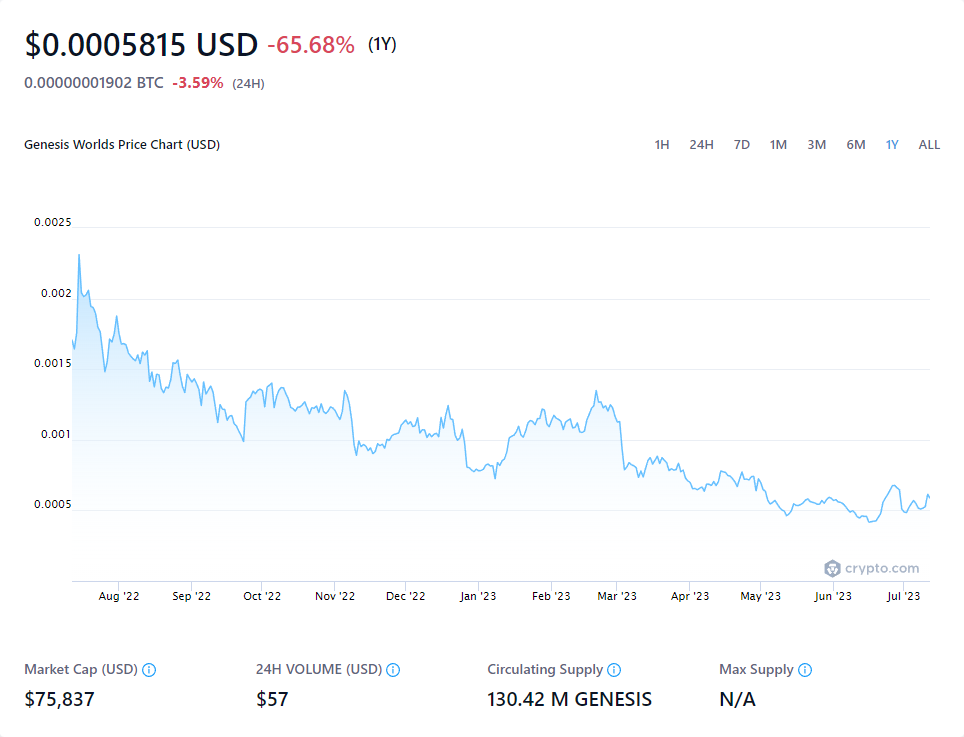 $0.0005815 USD -65.68% (1Y)
0.00000001902 BTC -3.59% (24H)
Genesis Worlds Price Chart (USD) 1H 24H 7D 1M 3M 6M 1Y ALL
0.0025
0.002
0.0015
0.001
0.0005
crypto.com
Aug '22 Sep '22 Oct '22 Nov '22 Dec '22 Jan '23 Feb '23 Mar '23 Apr '23 May '23 Jun '23 Jul '23
Market Cap (USD) 24H VOLUME (USD) Circulating Supply Max Supply
$75,837 $57 130.42 M GENESIS N/A